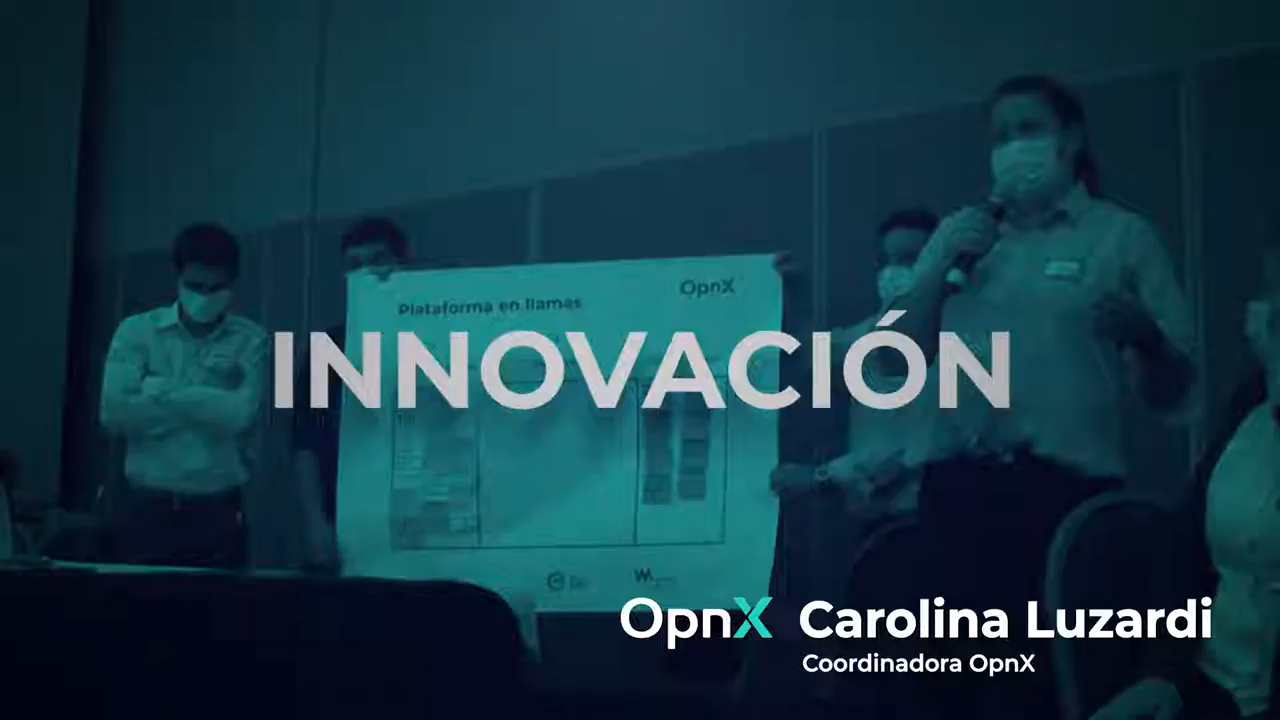 OpnX
Plataforma en llamas
INNOVACIÓN
OpnX Carolina Luzardi
Coordinadora OpnX